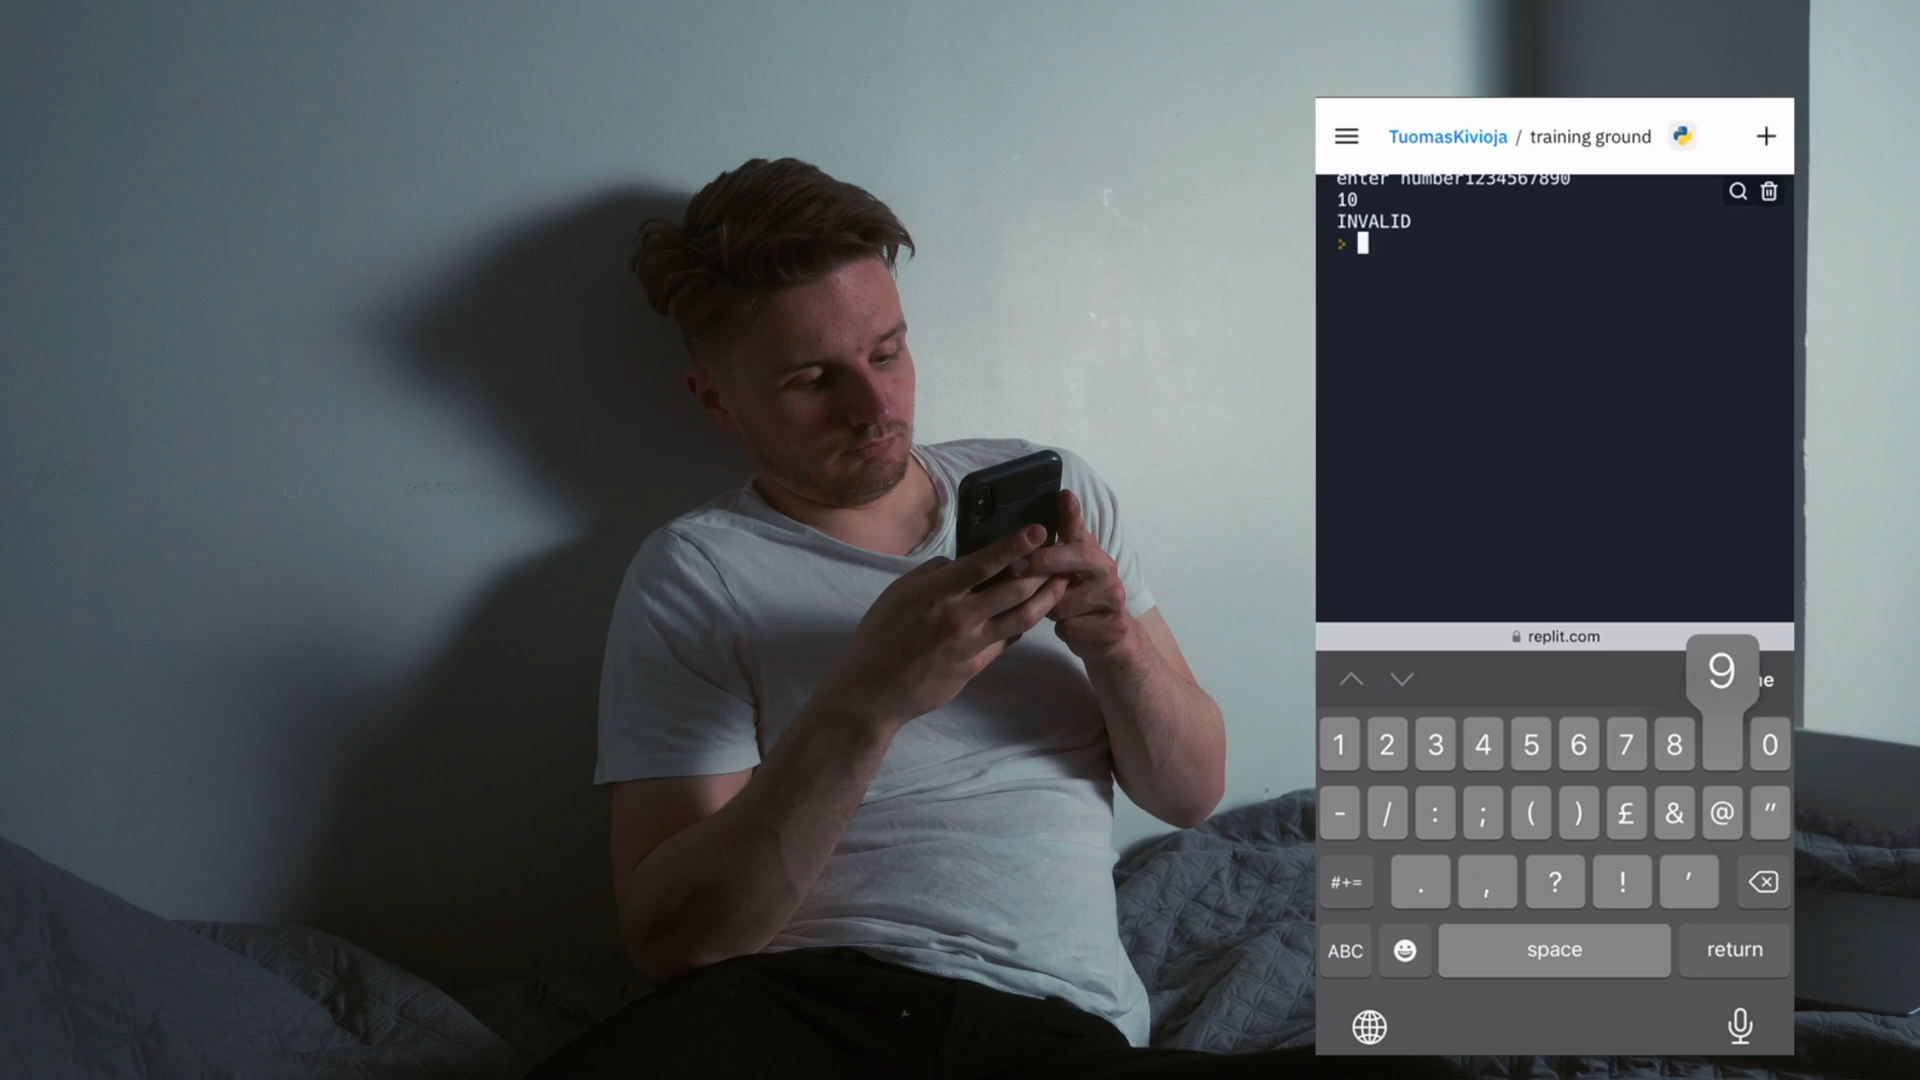 TuomasKivioja / training ground
enter number1234567890
10
INVALID
replit.com
9
1 2 3 4 5 6 7 8 0
- / : ; ( ) £ & @ "
#+= . , ? ! '
ABC space return